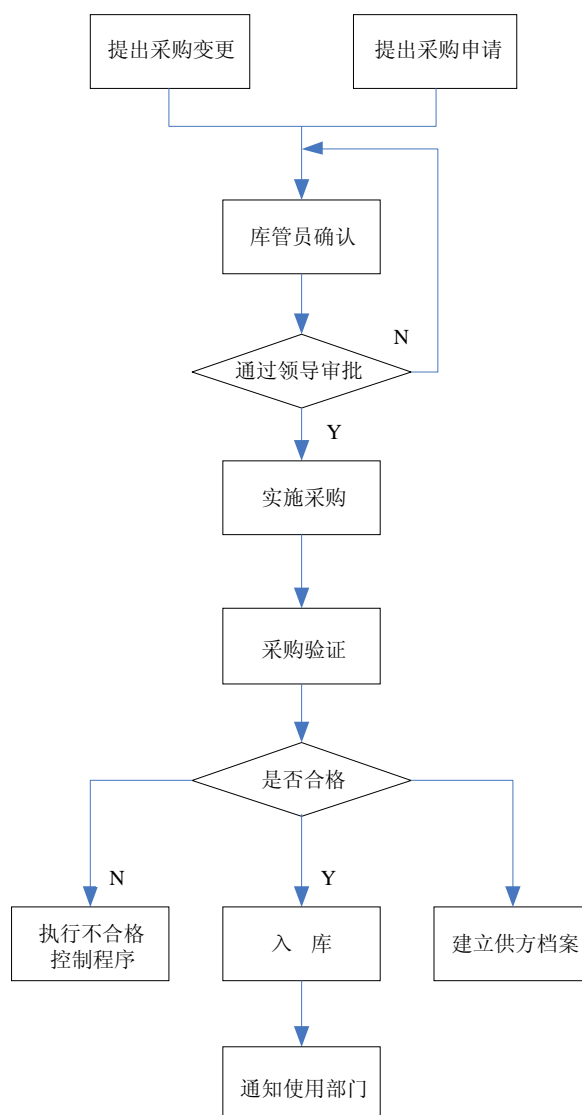 提出采购变更
提出采购申请
库管员确认
N
通过领导审批
Y
实施采购
采购验证
是否合格
N
Y
执行不合格
控制程序
入 库
建立供方档案
通知使用部门